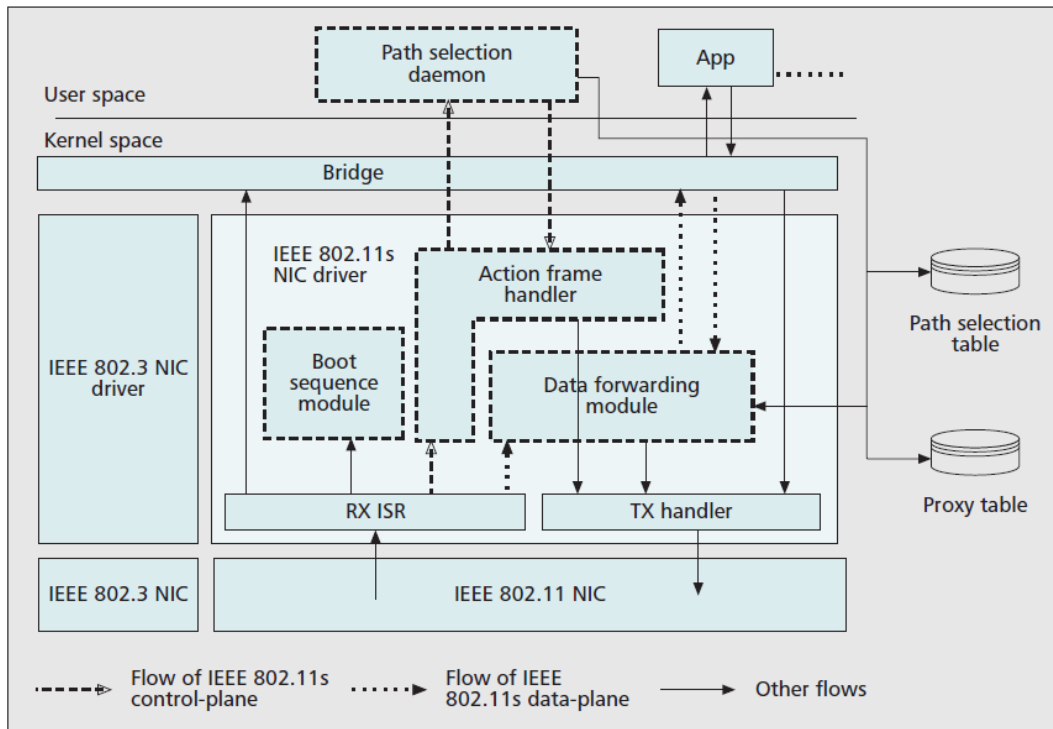 Path selection
daemon
App
User space
Kernel space
Bridge
IEEE 802.11s
NIC driver
Action frame
handler
Path selection
table
IEEE 802.3 NIC
driver
Boot
sequence
module
Data forwarding
module
Proxy table
RX ISR
TX handler
IEEE 802.3 NIC
IEEE 802.11 NIC
Flow of IEEE 802.11s
control-plane
Flow of IEEE
802.11s data-plane
Other flows